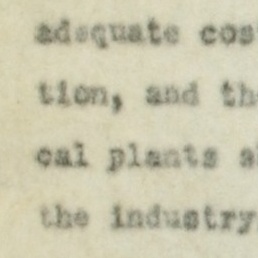 adequate cos
tion, and th
cal plants a
the industry